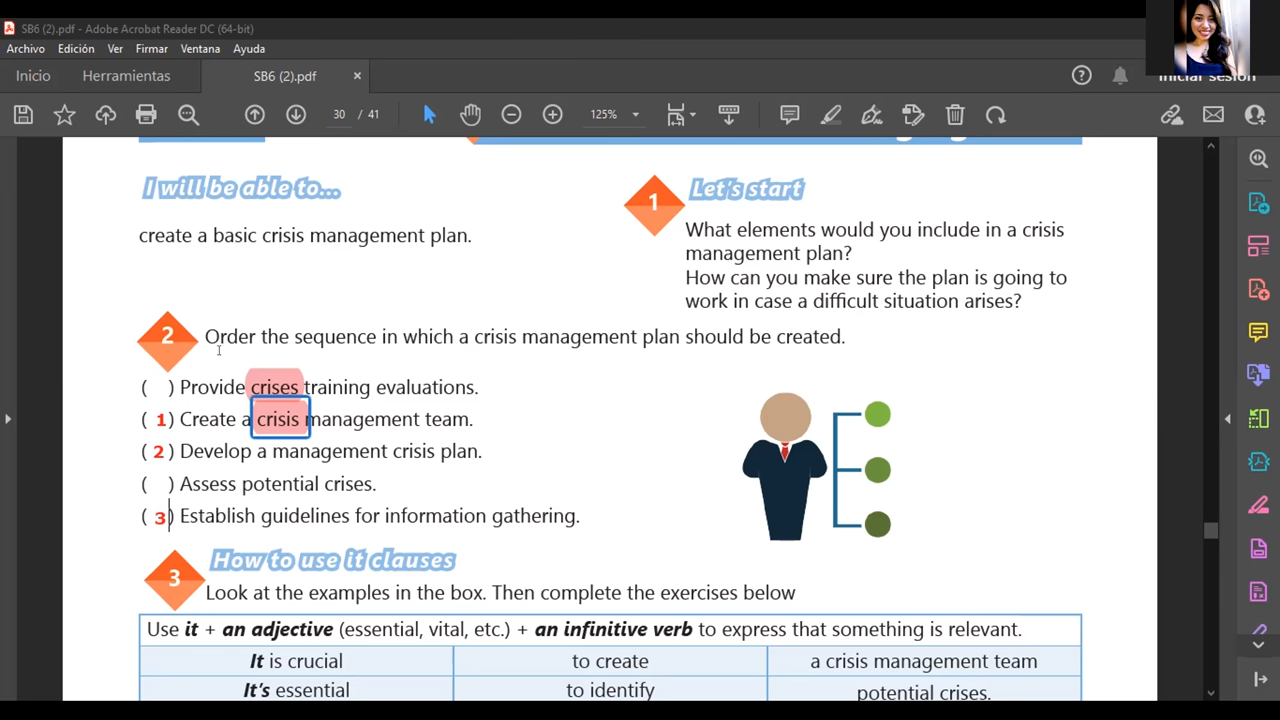 SB6 (2).pdf - Adobe Acrobat Reader DC (64-bit)
Archivo Edición Ver Firmar Ventana Ayuda
Inicio Herramientas SB6 (2).pdf ×
Iniciar sesión
30 / 41 125%
I will be able to...
create a basic crisis management plan.
1 Let's start
What elements would you include in a crisis
management plan?
How can you make sure the plan is going to
work in case a difficult situation arises?
2 Order the sequence in which a crisis management plan should be created.
( ) Provide crises training evaluations.
( 1 ) Create a crisis management team.
( 2 ) Develop a management crisis plan.
( ) Assess potential crises.
( 3 ) Establish guidelines for information gathering.
3 How to use it clauses
Look at the examples in the box. Then complete the exercises below
Use it + an adjective (essential, vital, etc.) + an infinitive verb to express that something is relevant.
It is crucial to create a crisis management team
It's essential to identify potential crises.